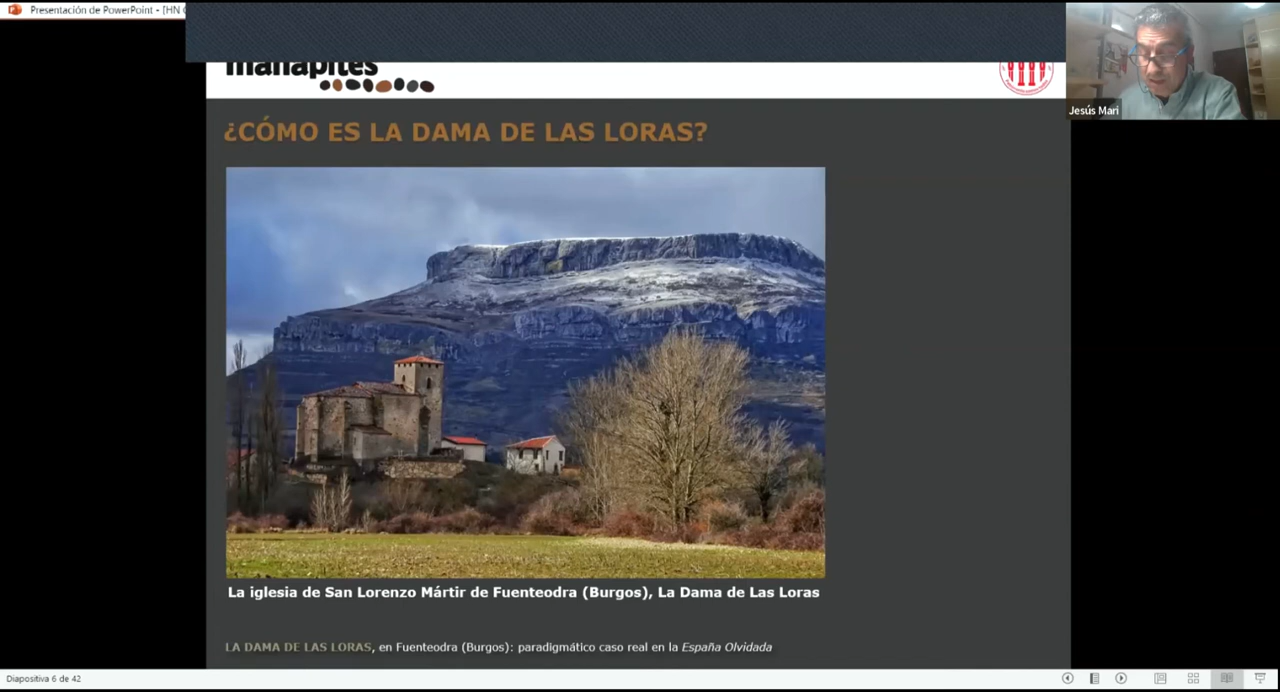 Presentación de PowerPoint - [HN
manapites
Jesús Mari
¿CÓMO ES LA DAMA DE LAS LORAS?
La iglesia de San Lorenzo Mártir de Fuenteodra (Burgos), La Dama de Las Loras
LA DAMA DE LAS LORAS, en Fuenteodra (Burgos): paradigmático caso real en la España Olvidada
Diapositiva 6 de 42